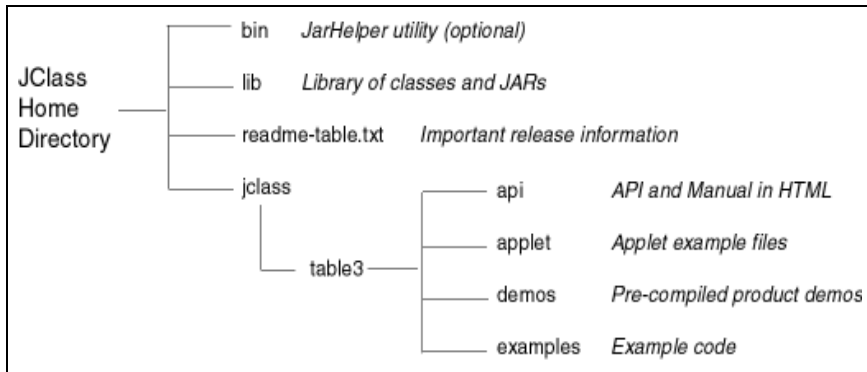 JClass
Home
Directory
bin JarHelper utility (optional)
lib Library of classes and JARs
readme-table.txt Important release information
jclass
table3
api API and Manual in HTML
applet Applet example files
demos Pre-compiled product demos
examples Example code